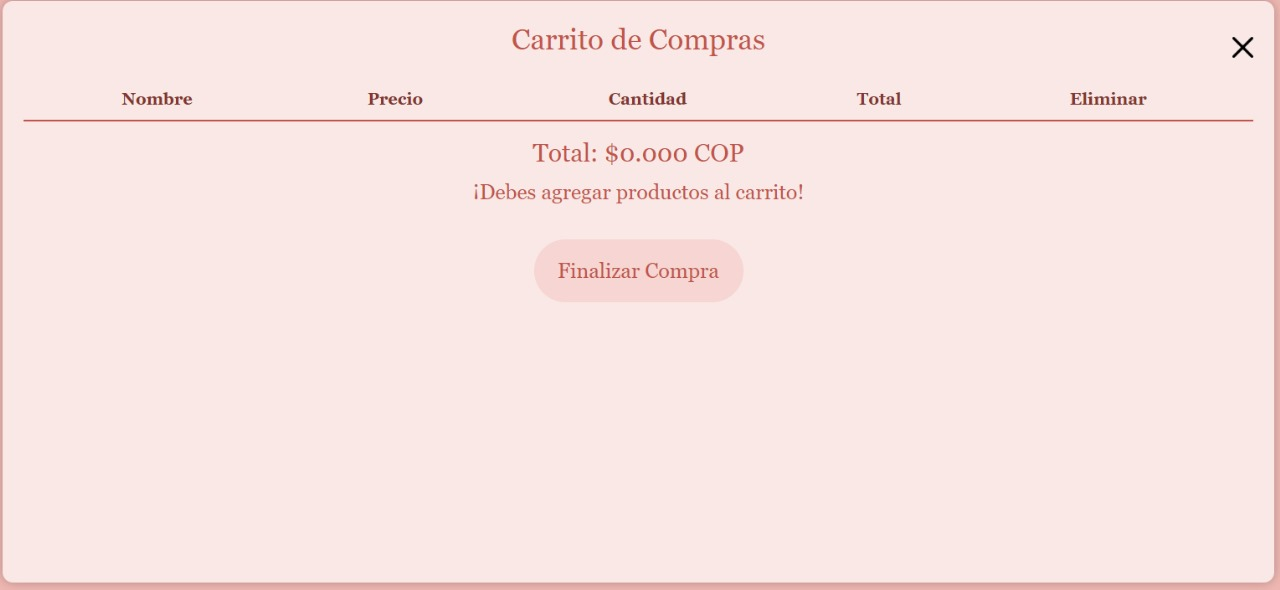 Carrito de Compras
Nombre Precio Cantidad Total Eliminar
Total: $0.000 COP
¡Debes agregar productos al carrito!
Finalizar Compra